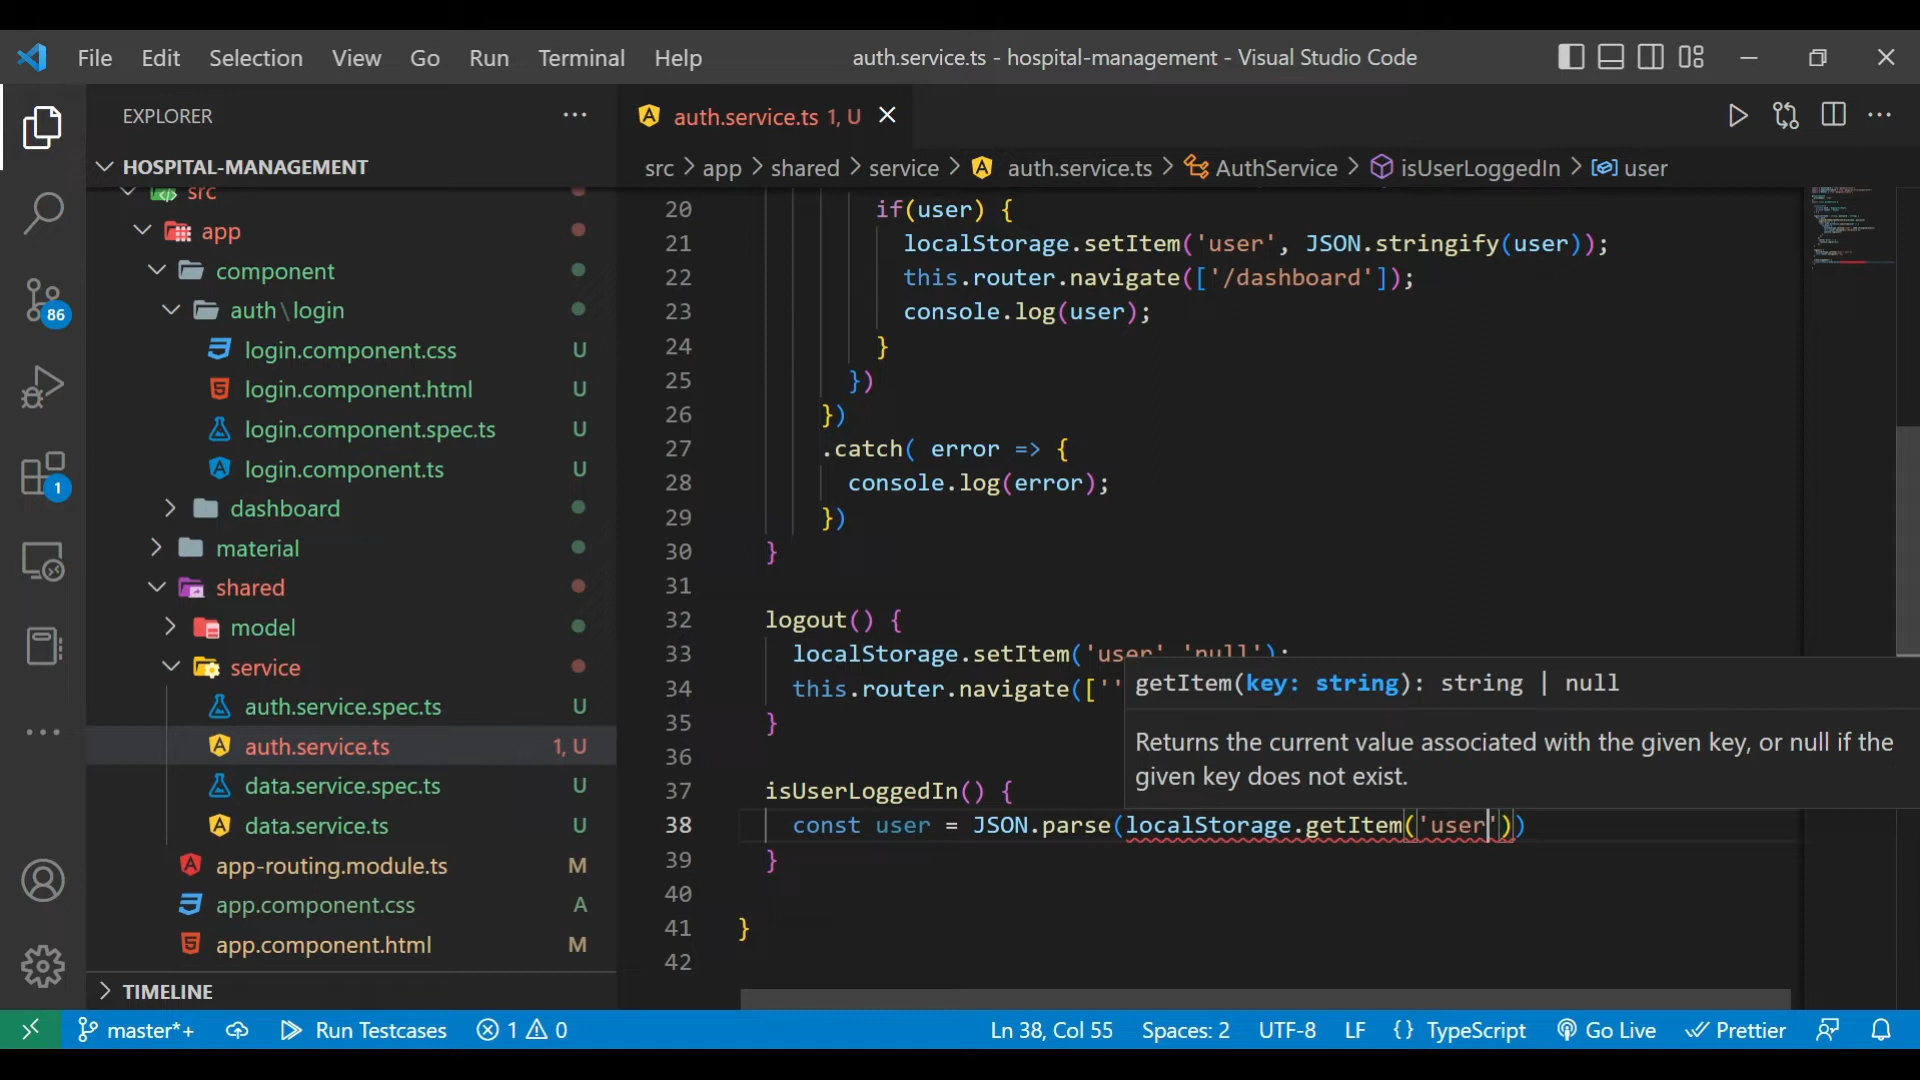 File Edit Selection View Go Run Terminal Help
auth.service.ts - hospital-management - Visual Studio Code
EXPLORER
HOSPITAL-MANAGEMENT
src
app
component
auth\login
login.component.css U
login.component.html U
login.component.spec.ts U
login.component.ts U
dashboard
material
shared
model
service
auth.service.spec.ts U
auth.service.ts 1, U
data.service.spec.ts U
data.service.ts U
app-routing.module.ts M
app.component.css A
app.component.html M
TIMELINE
86
1
auth.service.ts 1, U
src > app > shared > service > auth.service.ts > AuthService > isUserLoggedIn > user
20 if(user) {
21 localStorage.setItem('user', JSON.stringify(user));
22 this.router.navigate(['/dashboard']);
23 console.log(user);
24 }
25 })
26 })
27 .catch( error => {
28 console.log(error);
29 })
30 }
31
32 logout() {
33 localStorage.setItem('user' 'null');
34 this.router.navigate([''
35 }
36
37 isUserLoggedIn() {
38 const user = JSON.parse(localStorage.getItem('user'))
39 }
40
41 }
42
getItem(key: string): string | null
Returns the current value associated with the given key, or null if the
given key does not exist.
master*+ Run Testcases 1 0 Ln 38, Col 55 Spaces: 2 UTF-8 LF {} TypeScript Go Live Prettier